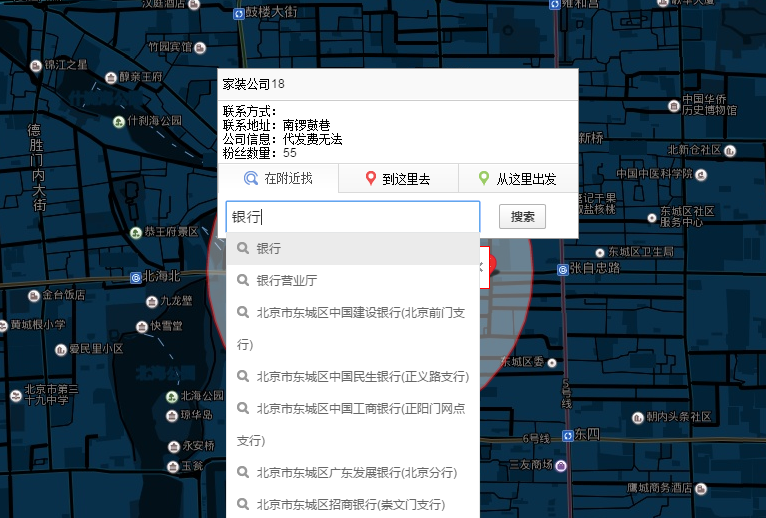 汉庭酒店
鼓楼大街
雍和宫
竹园宾馆
锦江之星
醇亲王府
什刹海公园
德胜门内大街
家装公司18
联系方式：
联系地址：南锣鼓巷
公司信息：代发费无法
粉丝数量：55
在附近找
到这里去
从这里出发
银行
搜索
银行
银行营业厅
北京市东城区中国建设银行(北京前门支
行)
北京市东城区中国民生银行(正义路支行)
北京市东城区中国工商银行(正阳门网点
支行)
北京市东城区广东发展银行(北京分行)
北京市东城区招商银行(崇文门支行)
中国华侨
历史博物馆
新桥
北新仓社区
中国中医科学院
东城区社区
服务中心
东城区卫生局
张自忠路
恭王府景区
北海北
金台饭店
九龙壁
黄城根小学
快雪堂
爱民里小区
北京市第三
十九中学
北海公园
琼华岛
永安桥
玉瓮
东城区委
5号线
朝内头条社区
6号线
东四
三友商场
鹰城商务酒店